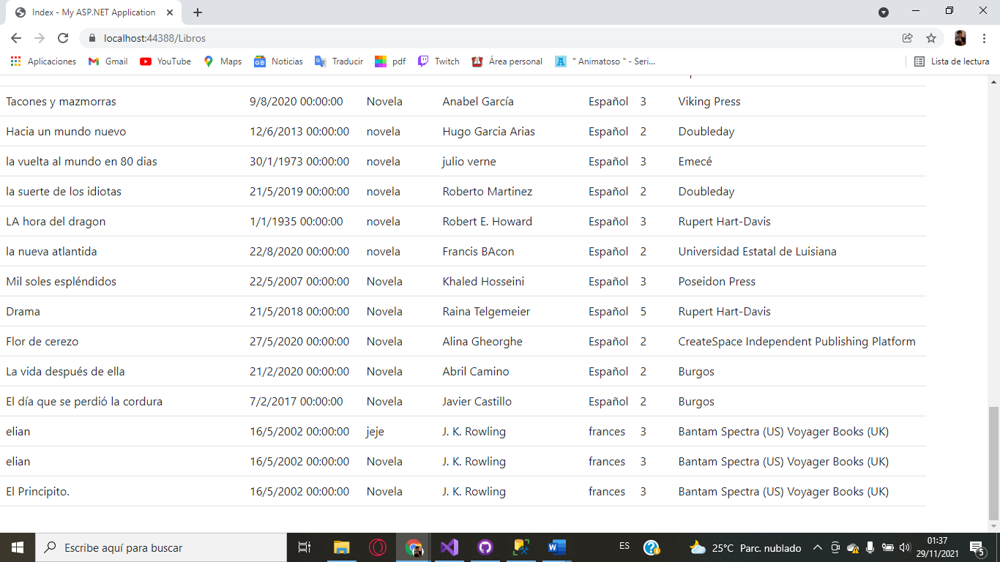 Index - My ASP.NET Application
localhost:44388/Libros
Aplicaciones Gmail YouTube Maps Noticias Traducir pdf Twitch Área personal " Animatoso " - Seri... Lista de lectura
Tacones y mazmorras 9/8/2020 00:00:00 Novela Anabel García Español 3 Viking Press
Hacia un mundo nuevo 12/6/2013 00:00:00 novela Hugo Garcia Arias Español 2 Doubleday
la vuelta al mundo en 80 dias 30/1/1973 00:00:00 novela julio verne Español 3 Emecé
la suerte de los idiotas 21/5/2019 00:00:00 novela Roberto Martinez Español 2 Doubleday
LA hora del dragon 1/1/1935 00:00:00 novela Robert E. Howard Español 3 Rupert Hart-Davis
la nueva atlantida 22/8/2020 00:00:00 novela Francis BAcon Español 2 Universidad Estatal de Luisiana
Mil soles espléndidos 22/5/2007 00:00:00 Novela Khaled Hosseini Español 3 Poseidon Press
Drama 21/5/2018 00:00:00 Novela Raina Telgemeier Español 5 Rupert Hart-Davis
Flor de cerezo 27/5/2020 00:00:00 Novela Alina Gheorghe Español 2 CreateSpace Independent Publishing Platform
La vida después de ella 21/2/2020 00:00:00 Novela Abril Camino Español 2 Burgos
El día que se perdió la cordura 7/2/2017 00:00:00 Novela Javier Castillo Español 2 Burgos
elian 16/5/2002 00:00:00 jeje J. K. Rowling frances 3 Bantam Spectra (US) Voyager Books (UK)
elian 16/5/2002 00:00:00 Novela J. K. Rowling frances 3 Bantam Spectra (US) Voyager Books (UK)
El Principito. 16/5/2002 00:00:00 Novela J. K. Rowling frances 3 Bantam Spectra (US) Voyager Books (UK)
Escribe aquí para buscar ES 25°C Parc. nublado 01:37
29/11/2021 5